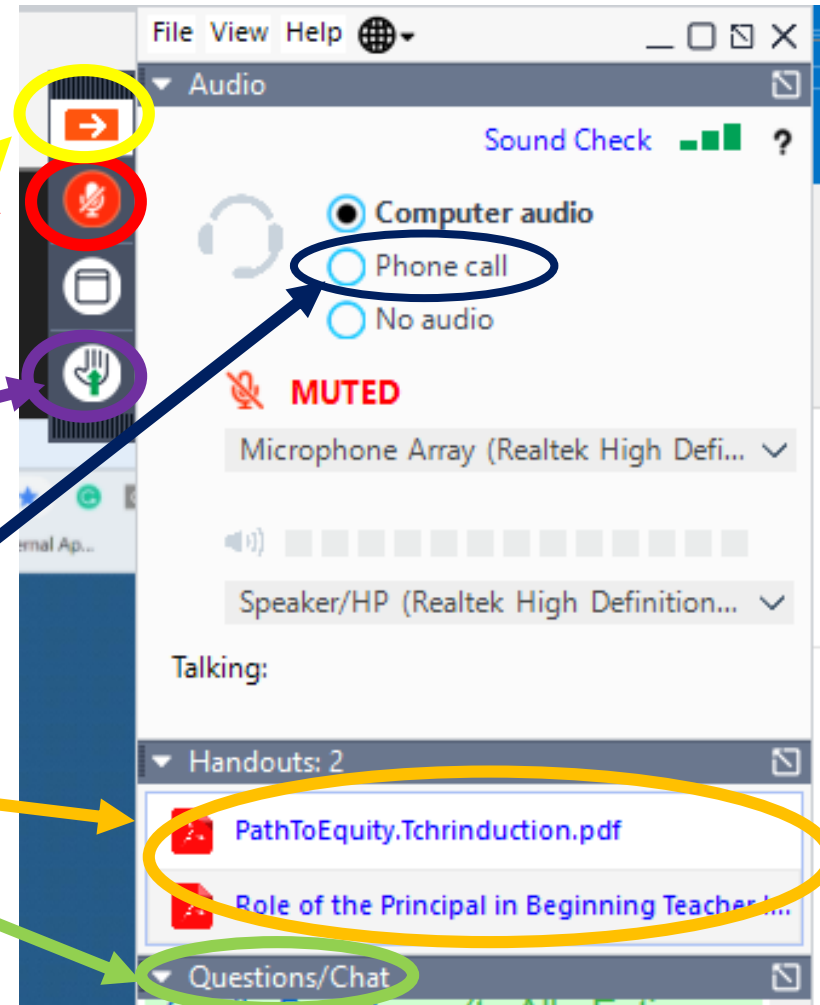 File View Help
Audio
Sound Check ?
Computer audio
Phone call
No audio
MUTED
Microphone Array (Realtek High Defi...
ernal Ap...
Speaker/HP (Realtek High Definition...
Talking:
Handouts: 2
PathToEquity.Tchrinduction.pdf
Role of the Principal in Beginning Teacher I...
Questions/Chat